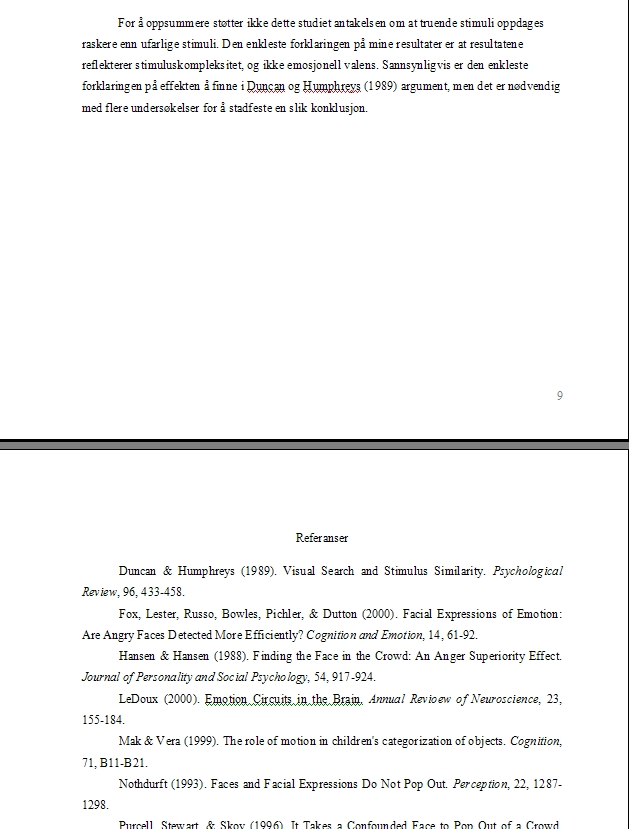 For å oppsummere støtter ikke dette studiet antakelsen om at truende stimuli oppdages
raskere enn ufarlige stimuli. Den enkleste forklaringen på mine resultater er at resultatene
reflekterer stimuluskompleksitet, og ikke emosjonell valens. Sannsynligvis er den enkleste
forklaringen på effekten å finne i Duncan og Humphreys (1989) argument, men det er nødvendig
med flere undersøkelser for å stadfeste en slik konklusjon.
9
Referanser
Duncan & Humphreys (1989). Visual Search and Stimulus Similarity. Psychological
Review, 96, 433-458.
Fox, Lester, Russo, Bowles, Pichler, & Dutton (2000). Facial Expressions of Emotion:
Are Angry Faces Detected More Efficiently? Cognition and Emotion, 14, 61-92.
Hansen & Hansen (1988). Finding the Face in the Crowd: An Anger Superiority Effect.
Journal of Personality and Social Psychology, 54, 917-924.
LeDoux (2000). Emotion Circuits in the Brain. Annual Review of Neuroscience, 23,
155-184.
Mak & Vera (1999). The role of motion in children's categorization of objects. Cognition,
71, B11-B21.
Nothdurft (1993). Faces and Facial Expressions Do Not Pop Out. Perception, 22, 1287-
1298.
Purcell, Stewart, & Skov (1996). It Takes a Confounded Face to Pop Out of a Crowd.